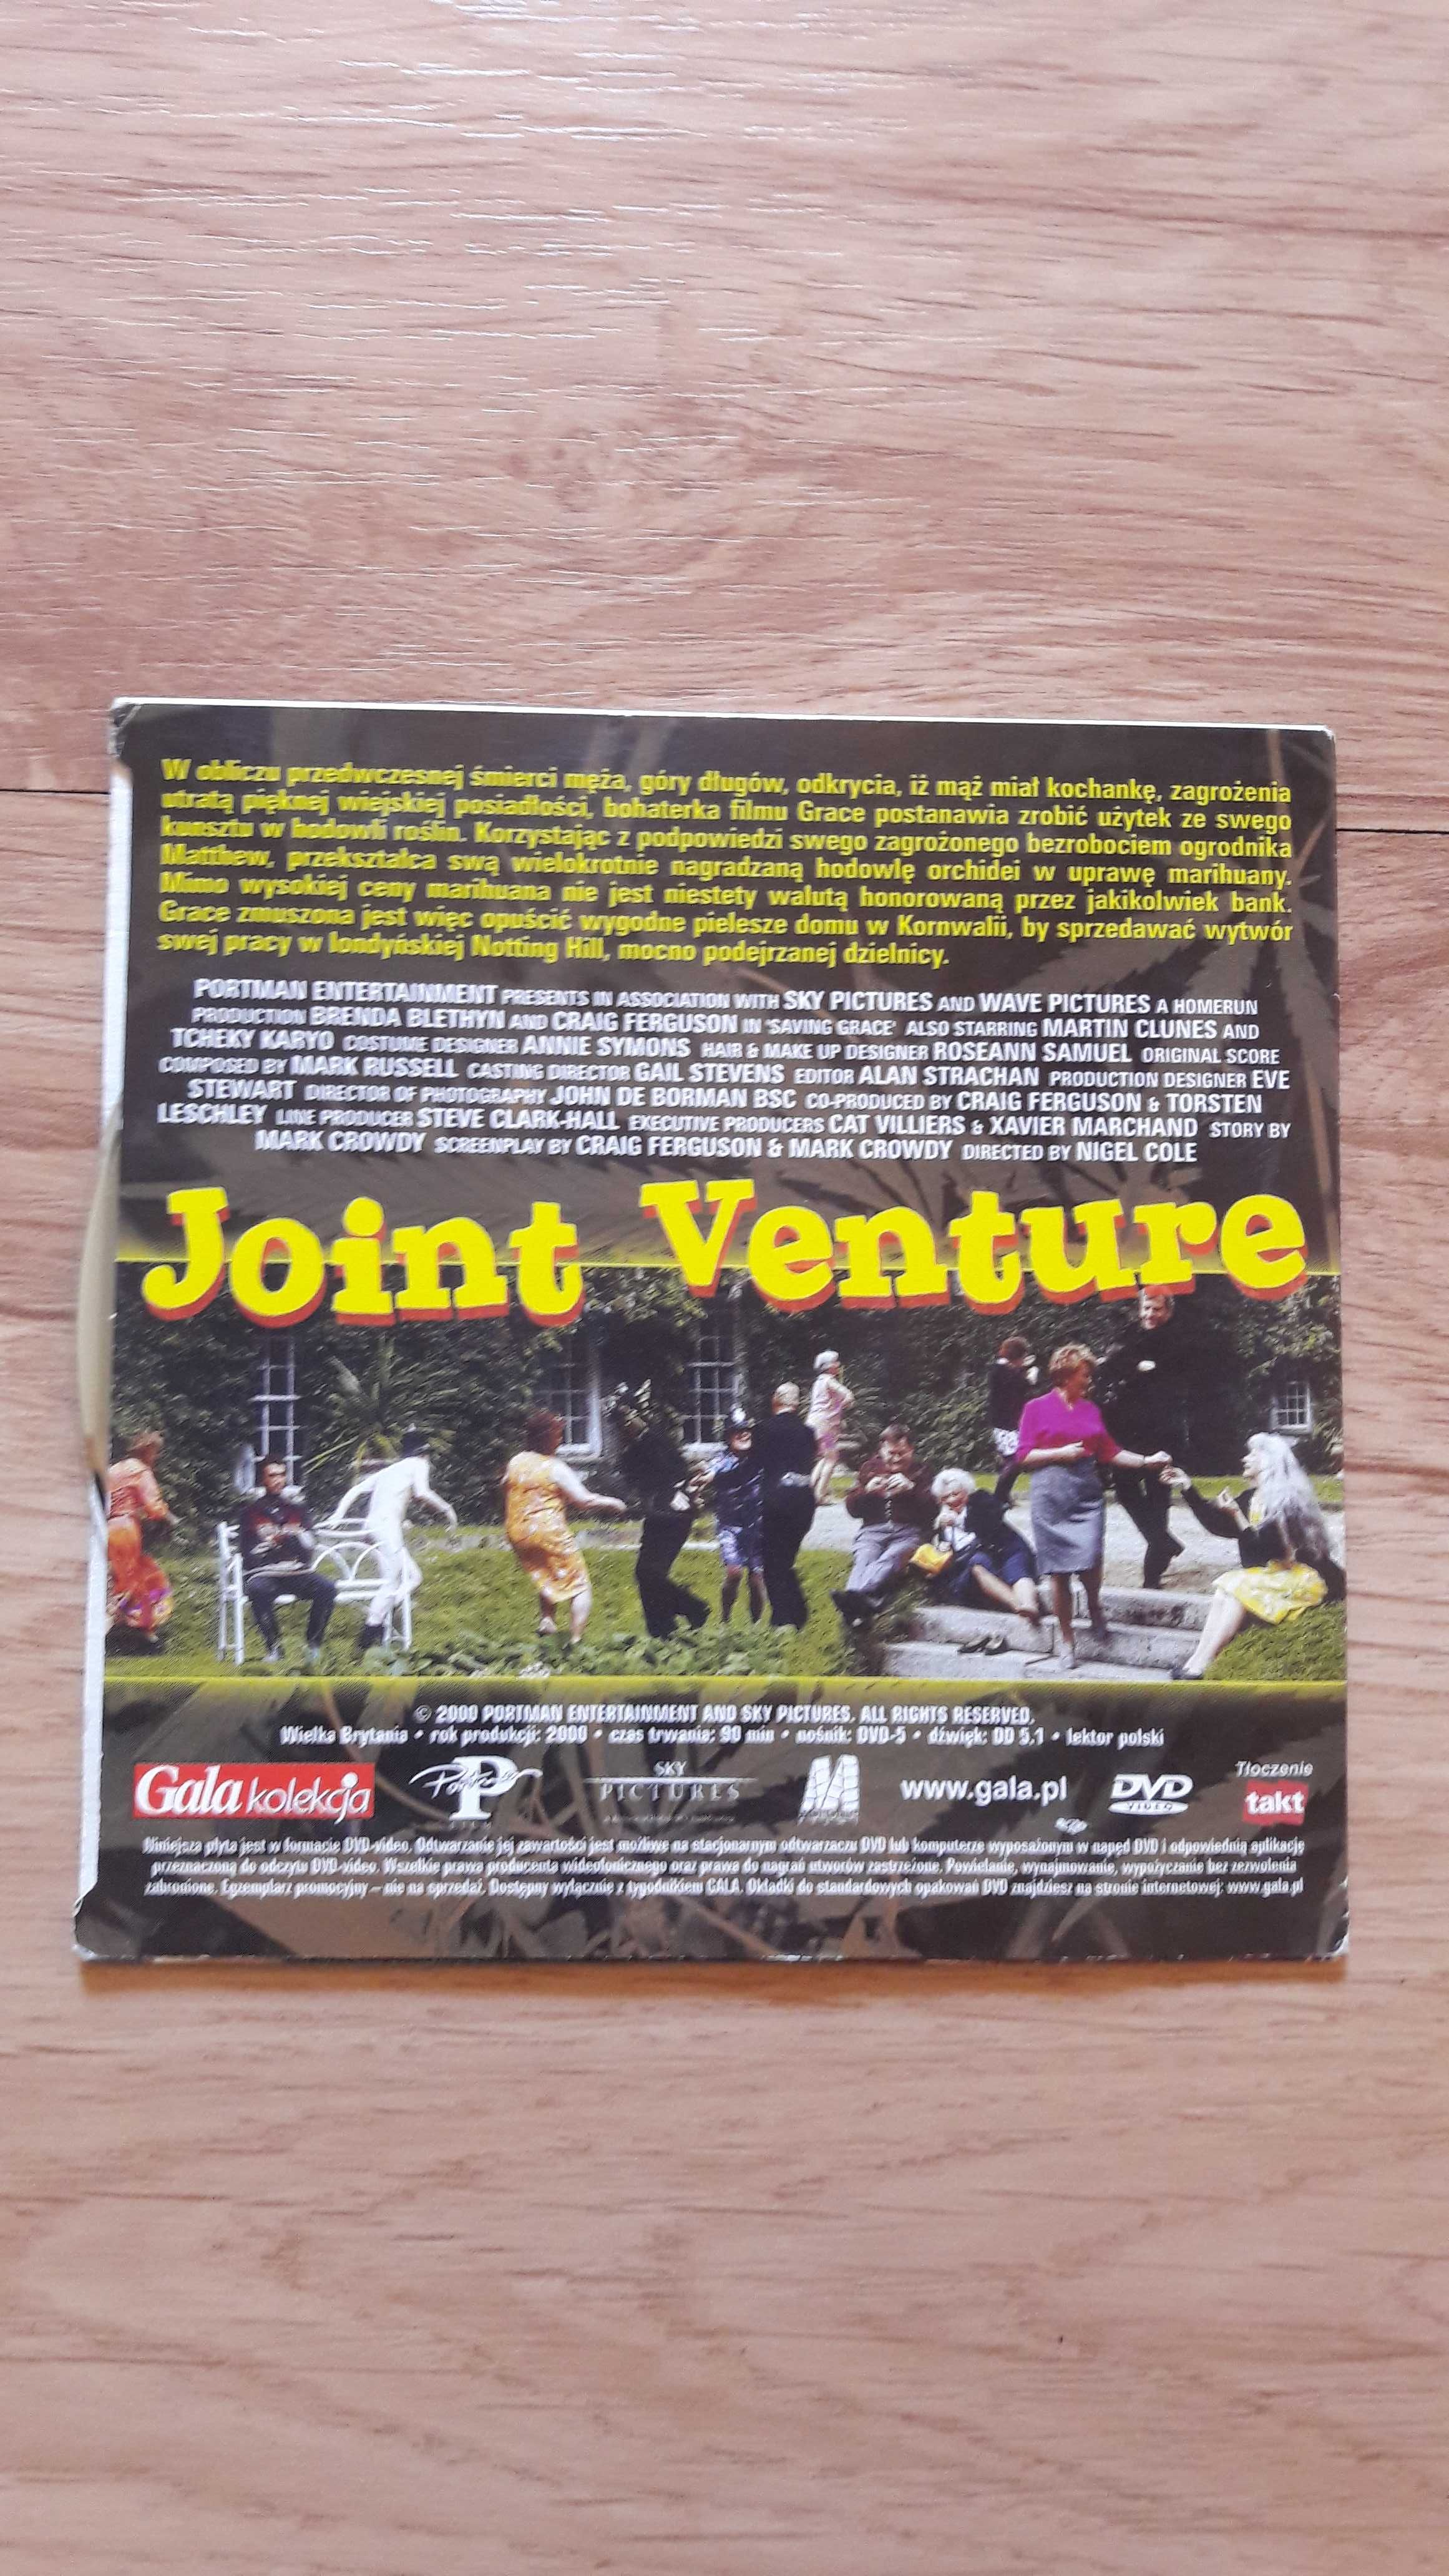 W obliczu przedwczesnej śmierci męża, góry długów, odkrycia, iż mąż miał kochankę, zagrożenia
utratą pięknej wiejskiej posiadłości, bohaterka filmu Grace postanawia zrobić użytek ze swego
kunsztu w hodowli roślin. Korzystając z podpowiedzi swego zagrożonego bezrobociem ogrodnika
Matthew, przekształca swą wielokrotnie nagradzaną hodowlę orchidei w uprawę marihuany.
Mimo wysokiej ceny marihuana nie jest niestety walutą honorowaną przez jakikolwiek bank.
Grace zmuszona jest więc opuścić wygodne pielesze domu w Kornwalii, by sprzedawać wytwór
swej pracy w londyńskiej Notting Hill, mocno podejrzanej dzielnicy.
PORTMAN ENTERTAINMENT PRESENTS IN ASSOCIATION WITH SKY PICTURES AND WAVE PICTURES A HOMERUN
PRODUCTION BRENDA BLETHYN AND CRAIG FERGUSON IN 'SAVING GRACE' ALSO STARRING MARTIN CLUNES AND
TCHEKY KARYO COSTUME DESIGNER ANNIE SYMONS HAIR & MAKE UP DESIGNER ROSEANN SAMUEL ORIGINAL SCORE
COMPOSED BY MARK RUSSELL CASTING DIRECTOR GAIL STEVENS EDITOR ALAN STRACHAN PRODUCTION DESIGNER EVE
STEWART DIRECTOR OF PHOTOGRAPHY JOHN DE BORMAN BSC CO-PRODUCED BY CRAIG FERGUSON & TORSTEN
LESCHLEY LINE PRODUCER STEVE CLARK-HALL EXECUTIVE PRODUCERS CAT VILLIERS & XAVIER MARCHAND STORY BY
MARK CROWDY SCREENPLAY BY CRAIG FERGUSON & MARK CROWDY DIRECTED BY NIGEL COLE
Joint Venture
© 2000 PORTMAN ENTERTAINMENT AND SKY PICTURES. ALL RIGHTS RESERVED.
Wielka Brytania • rok produkcji: 2000 • czas trwania: 90 min • nośnik: DVD-5 • dźwięk: DD 5.1 • lektor polski
Gala kolekcja
Portman
SKY
PICTURES
www.gala.pl
DVD
VIDEO
Tłoczenie
takt
Niniejsza płyta jest w formacie DVD-video. Odtwarzanie jej zawartości jest możliwe na stacjonarnym odtwarzaczu DVD lub komputerze wyposażonym w napęd DVD i odpowiednią aplikację
przeznaczoną do odczytu DVD-video. Wszelkie prawa producenta wideofonicznego oraz prawa do nagrań utworów zastrzeżone. Powielanie, wynajmowanie, wypożyczanie bez zezwolenia
zabronione. Egzemplarz promocyjny – nie na sprzedaż. Dostępny wyłącznie z tygodnikiem GALA. Okładki do standardowych opakowań DVD znajdziesz na stronie internetowej: www.gala.pl